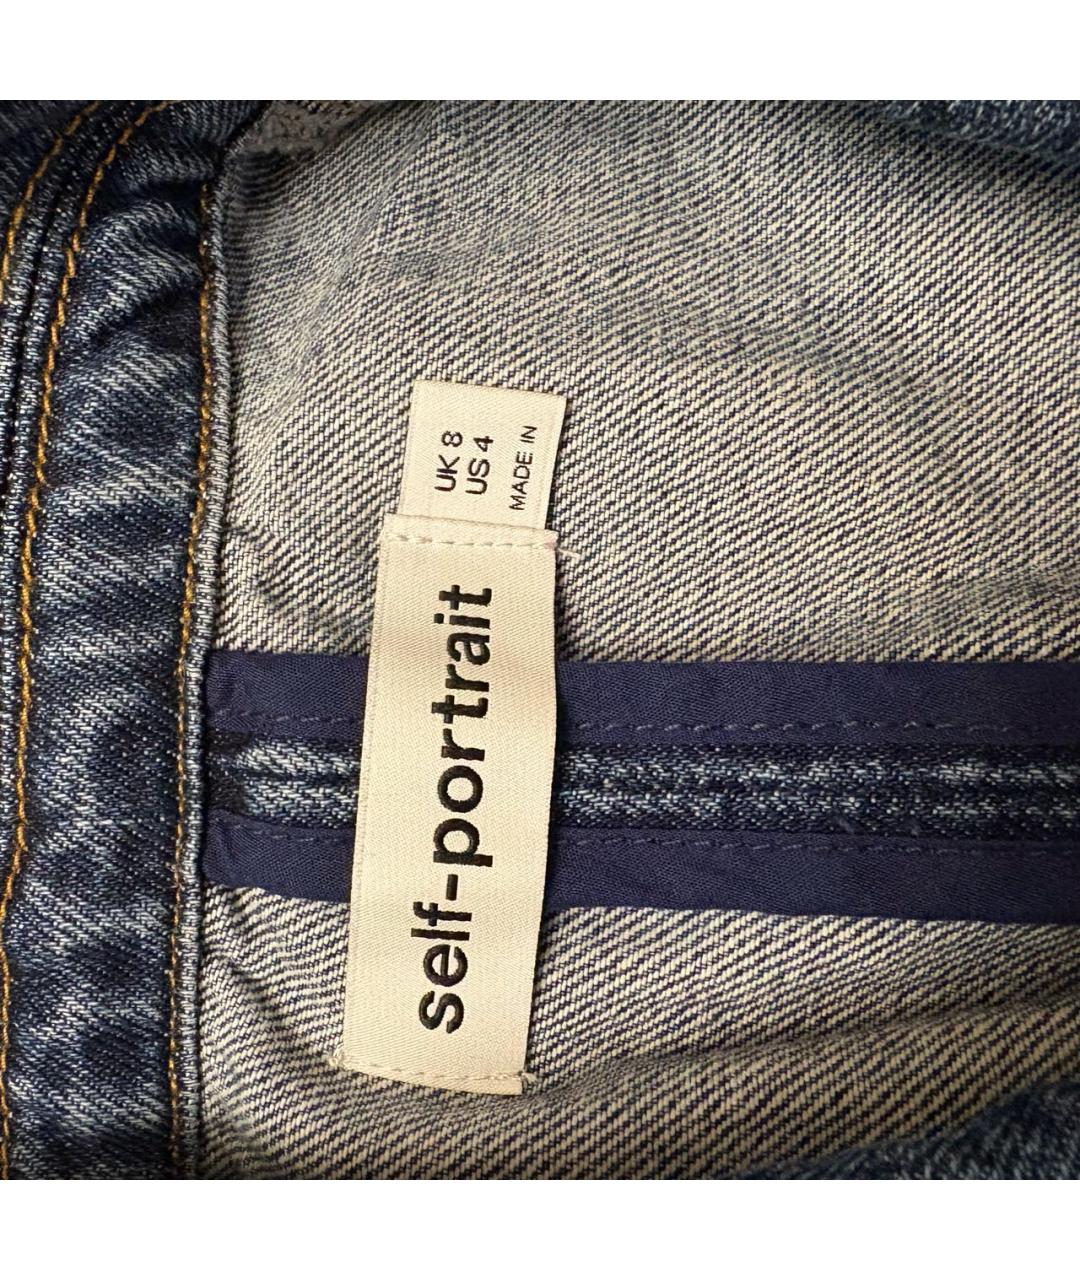 self-portrait
UK 8
US 4
MADE IN